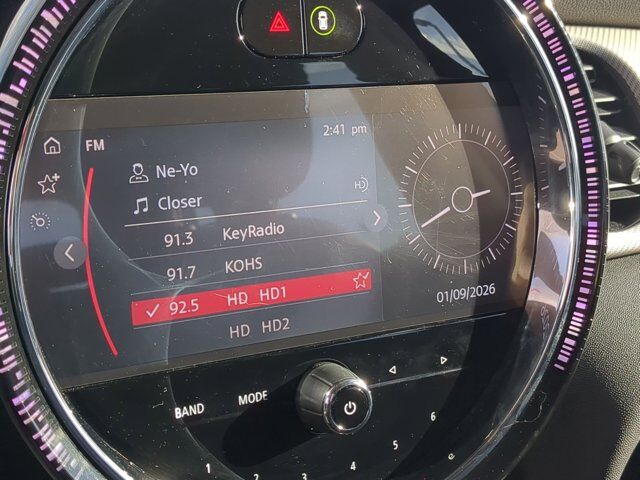 FM
2:41 pm
Ne-Yo
Closer
HD
91.3 KeyRadio
91.7 KOHS
92.5 HD HD1
HD HD2
01/09/2026
BAND
MODE
1
2
3
4
5
6